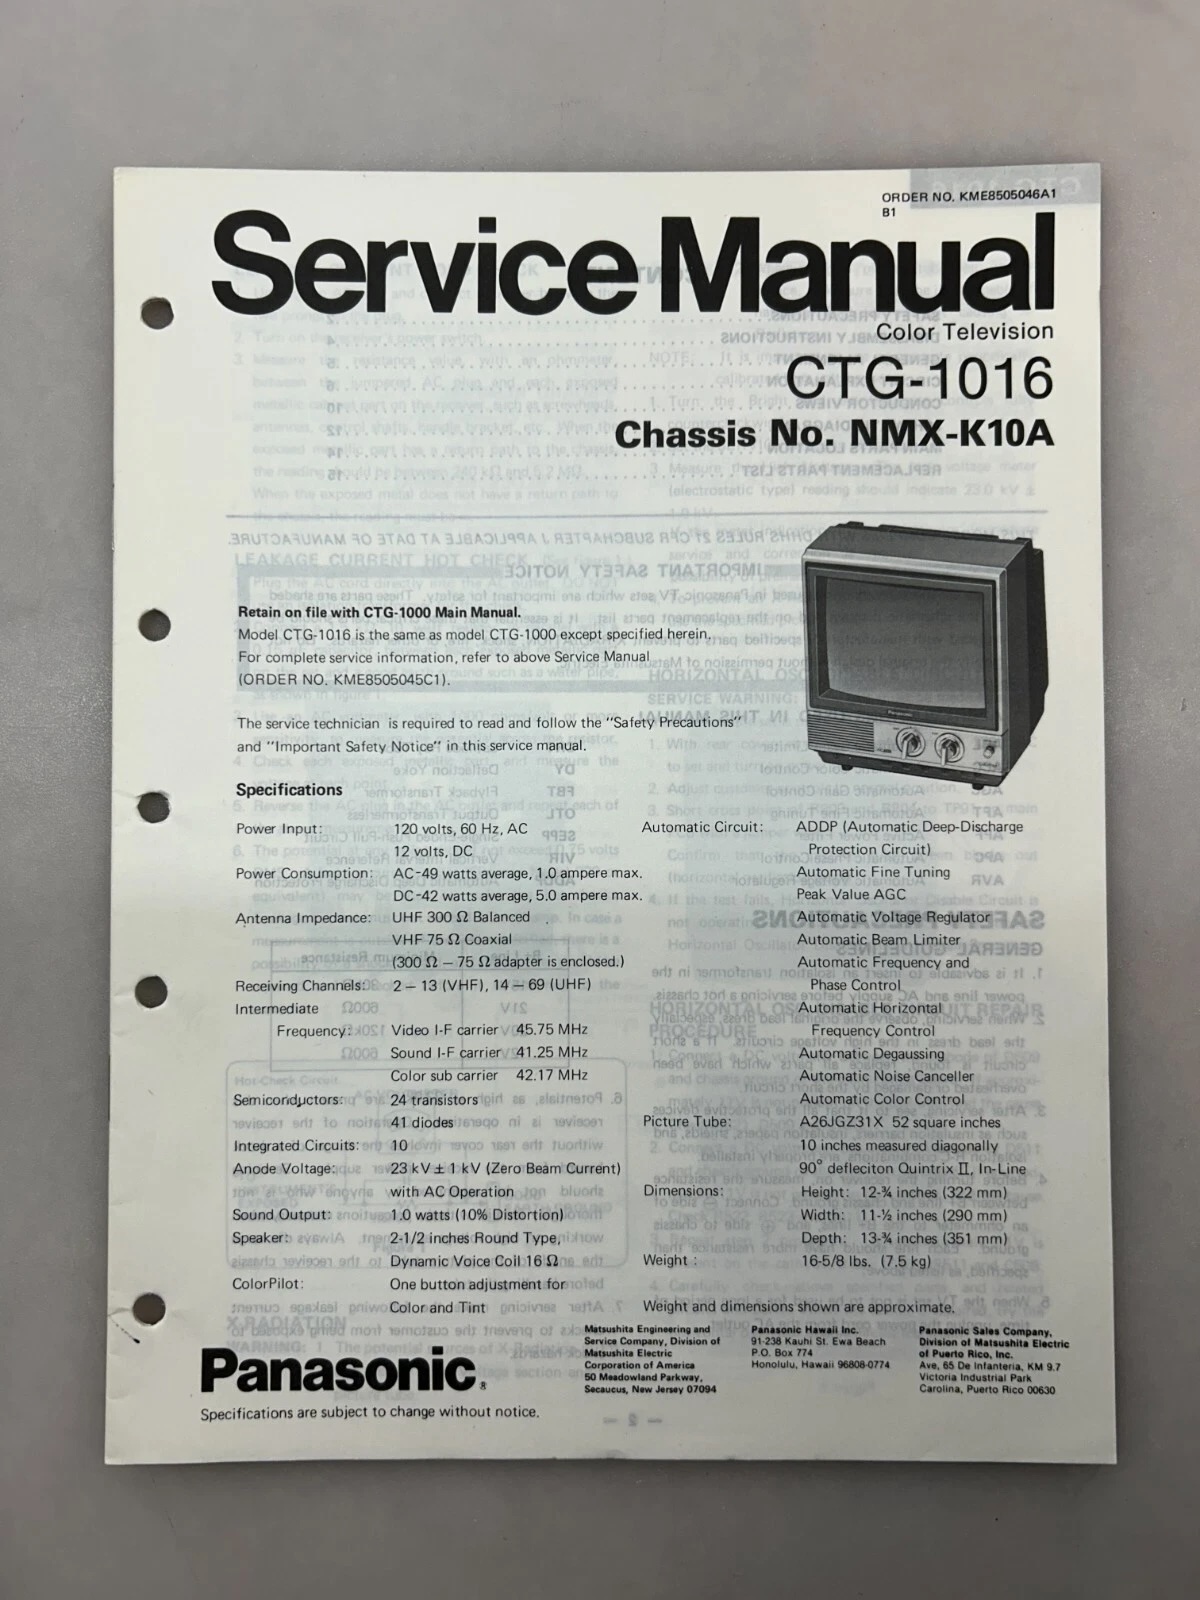 ORDER NO. KME8505046A1
B1
Service Manual
Color Television
CTG-1016
Chassis No. NMX-K10A
Retain on file with CTG-1000 Main Manual.
Model CTG-1016 is the same as model CTG-1000 except specified herein.
For complete service information, refer to above Service Manual
(ORDER NO. KME8505045C1).
The service technician is required to read and follow the "Safety Precautions"
and "Important Safety Notice" in this service manual.
Panasonic
Specifications
Power Input: 120 volts, 60 Hz, AC
12 volts, DC
Power Consumption: AC-49 watts average, 1.0 ampere max.
DC-42 watts average, 5.0 ampere max.
Antenna Impedance: UHF 300 Ω Balanced
VHF 75 Ω Coaxial
(300 Ω – 75 Ω adapter is enclosed.)
Receiving Channels: 2 – 13 (VHF), 14 – 69 (UHF)
Intermediate
Frequency: Video I-F carrier 45.75 MHz
Sound I-F carrier 41.25 MHz
Color sub carrier 42.17 MHz
Semiconductors: 24 transistors
41 diodes
Integrated Circuits: 10
Anode Voltage: 23 kV ± 1 kV (Zero Beam Current)
with AC Operation
Sound Output: 1.0 watts (10% Distortion)
Speaker: 2-1/2 inches Round Type,
Dynamic Voice Coil 16 Ω
ColorPilot: One button adjustment for
Color and Tint
Automatic Circuit: ADDP (Automatic Deep-Discharge
Protection Circuit)
Automatic Fine Tuning
Peak Value AGC
Automatic Voltage Regulator
Automatic Beam Limiter
Automatic Frequency and
Phase Control
Automatic Horizontal
Frequency Control
Automatic Degaussing
Automatic Noise Canceller
Automatic Color Control
Picture Tube: A26JGZ31X 52 square inches
10 inches measured diagonally
90° defleciton Quintrix II, In-Line
Dimensions: Height: 12-¾ inches (322 mm)
Width: 11-½ inches (290 mm)
Depth: 13-¾ inches (351 mm)
Weight : 16-5/8 lbs. (7.5 kg)
Weight and dimensions shown are approximate.
Panasonic®
Specifications are subject to change without notice.
Matsushita Engineering and
Service Company, Division of
Matsushita Electric
Corporation of America
50 Meadowland Parkway,
Secaucus, New Jersey 07094
Panasonic Hawaii Inc.
91-238 Kauhi St. Ewa Beach
P.O. Box 774
Honolulu, Hawaii 96808-0774
Panasonic Sales Company,
Division of Matsushita Electric
of Puerto Rico, Inc.
Ave, 65 De Infanteria, KM 9.7
Victoria Industrial Park
Carolina, Puerto Rico 00630